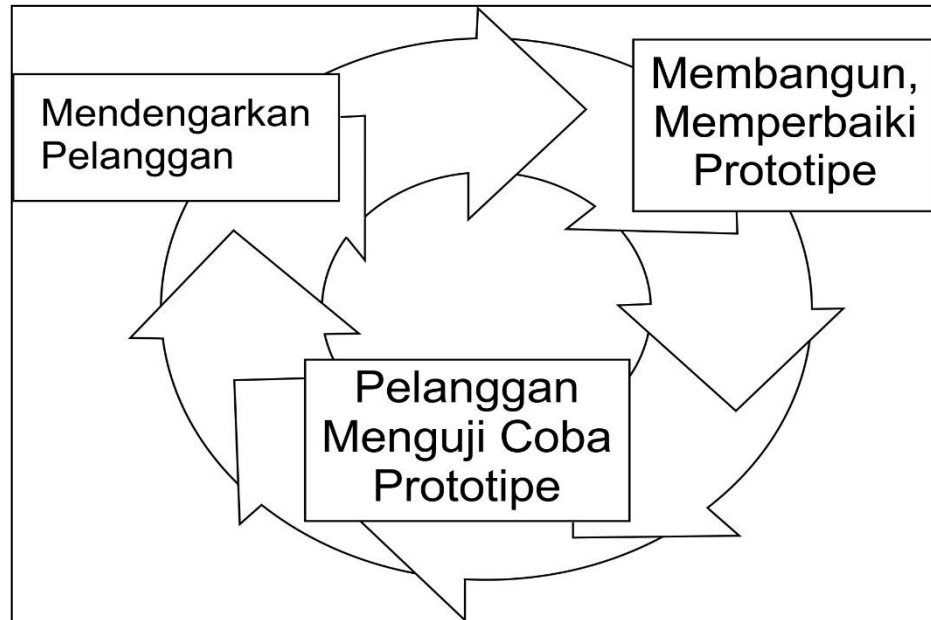 Mendengarkan
Pelanggan
Membangun,
Memperbaiki
Prototipe
Pelanggan
Menguji Coba
Prototipe